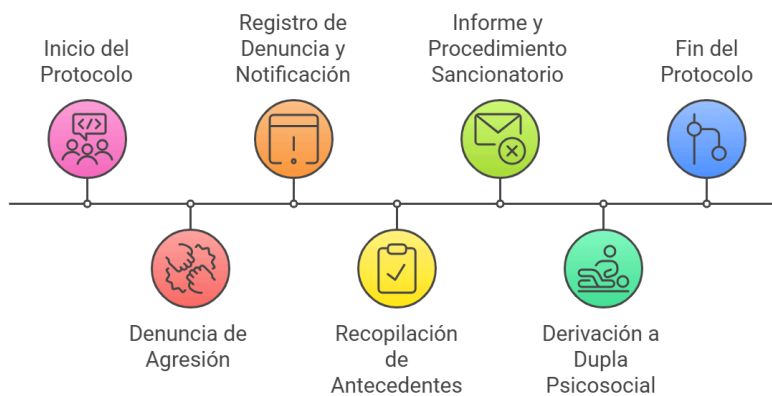 Inicio del
Protocolo
Denuncia de
Agresión
Registro de
Denuncia y
Notificación
Recopilación
de
Antecedentes
Informe y
Procedimiento
Sancionatorio
Derivación a
Dupla
Psicosocial
Fin del
Protocolo